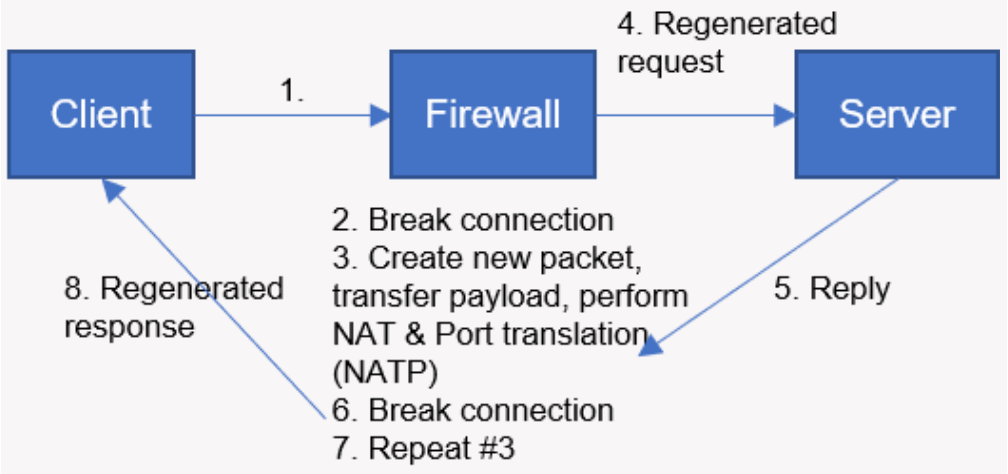 4. Regenerated
request
Client
1.
Firewall
Server
2. Break connection
3. Create new packet,
transfer payload, perform
NAT & Port translation
(NATP)
6. Break connection
7. Repeat #3
8. Regenerated
response
5. Reply